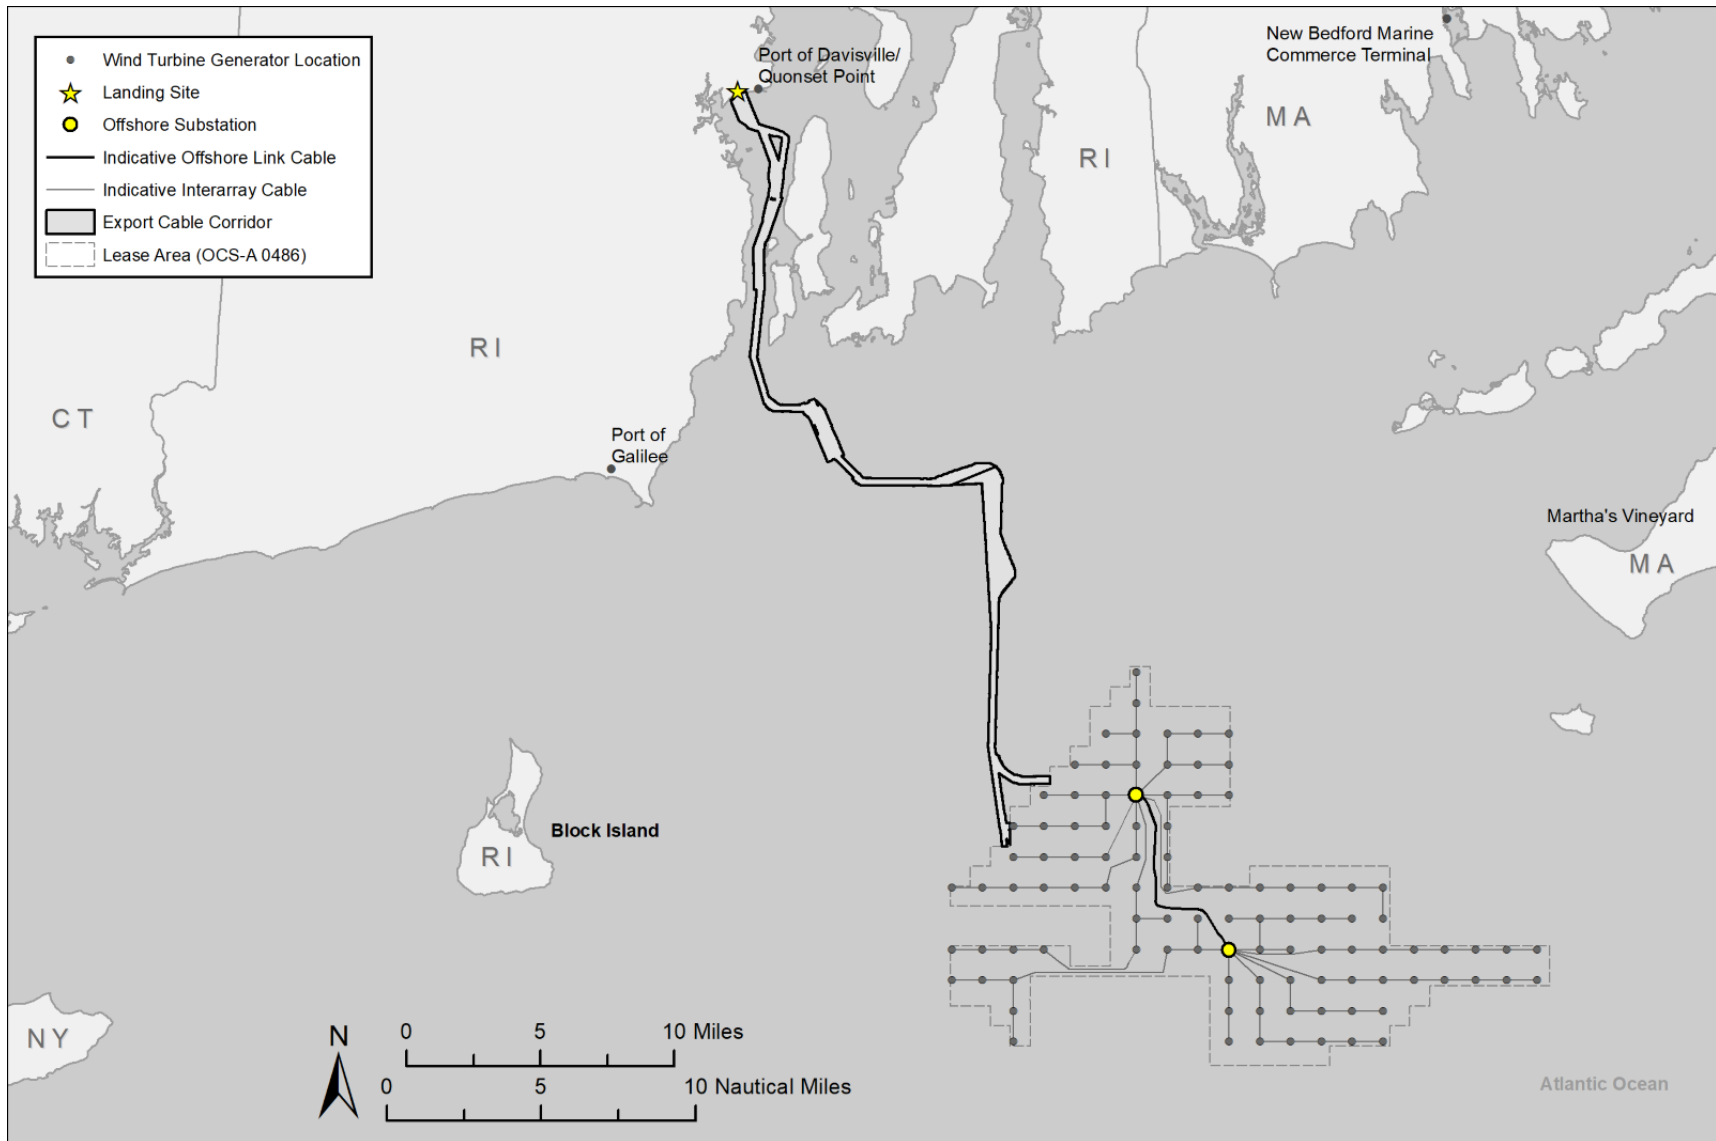 Wind Turbine Generator Location
Landing Site
Offshore Substation
Indicative Offshore Link Cable
Indicative Interarray Cable
Export Cable Corridor
Lease Area (OCS-A 0486)
Port of Davisville/
Quonset Point
New Bedford Marine
Commerce Terminal
MA
RI
RI
CT
Port of
Galilee
Martha's Vineyard
MA
Block Island
RI
NY
N
0 5 10 Miles
0 5 10 Nautical Miles
Atlantic Ocean